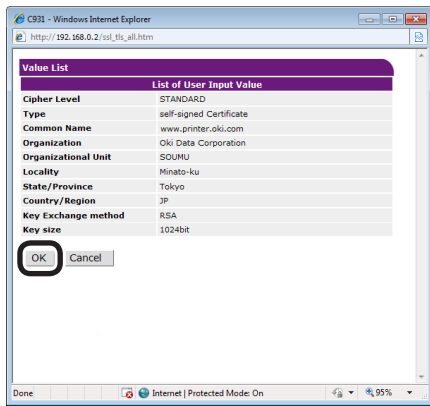 C931 - Windows Internet Explorer
http://192.168.0.2/ssl_tls_all.htm
Value List
List of User Input Value
Cipher Level STANDARD
Type self-signed Certificate
Common Name www.printer.oki.com
Organization Oki Data Corporation
Organizational Unit SOUMU
Locality Minato-ku
State/Province Tokyo
Country/Region JP
Key Exchange method RSA
Key size 1024bit
OK Cancel
Done Internet | Protected Mode: On 95%